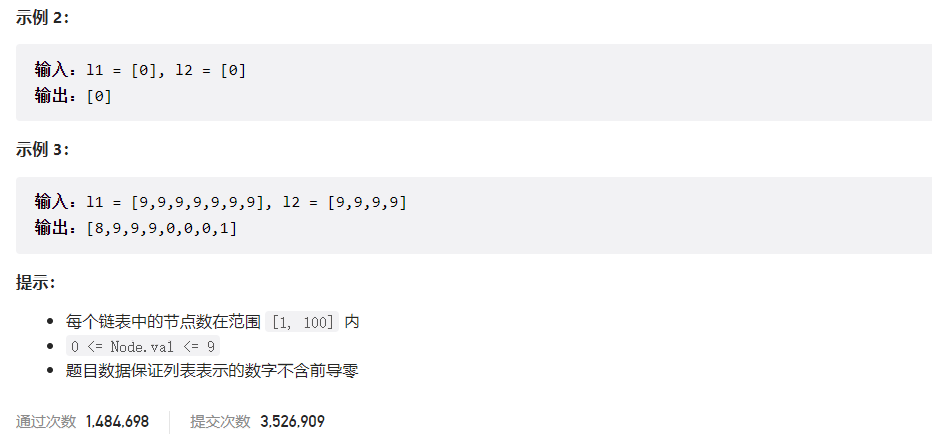 示例 2：
输入：l1 = [0], l2 = [0]
输出：[0]
示例 3：
输入：l1 = [9,9,9,9,9,9,9], l2 = [9,9,9,9]
输出：[8,9,9,9,0,0,0,1]
提示：
每个链表中的节点数在范围 [1, 100] 内
0 <= Node.val <= 9
题目数据保证列表表示的数字不含前导零
通过次数 1,484,698 提交次数 3,526,909